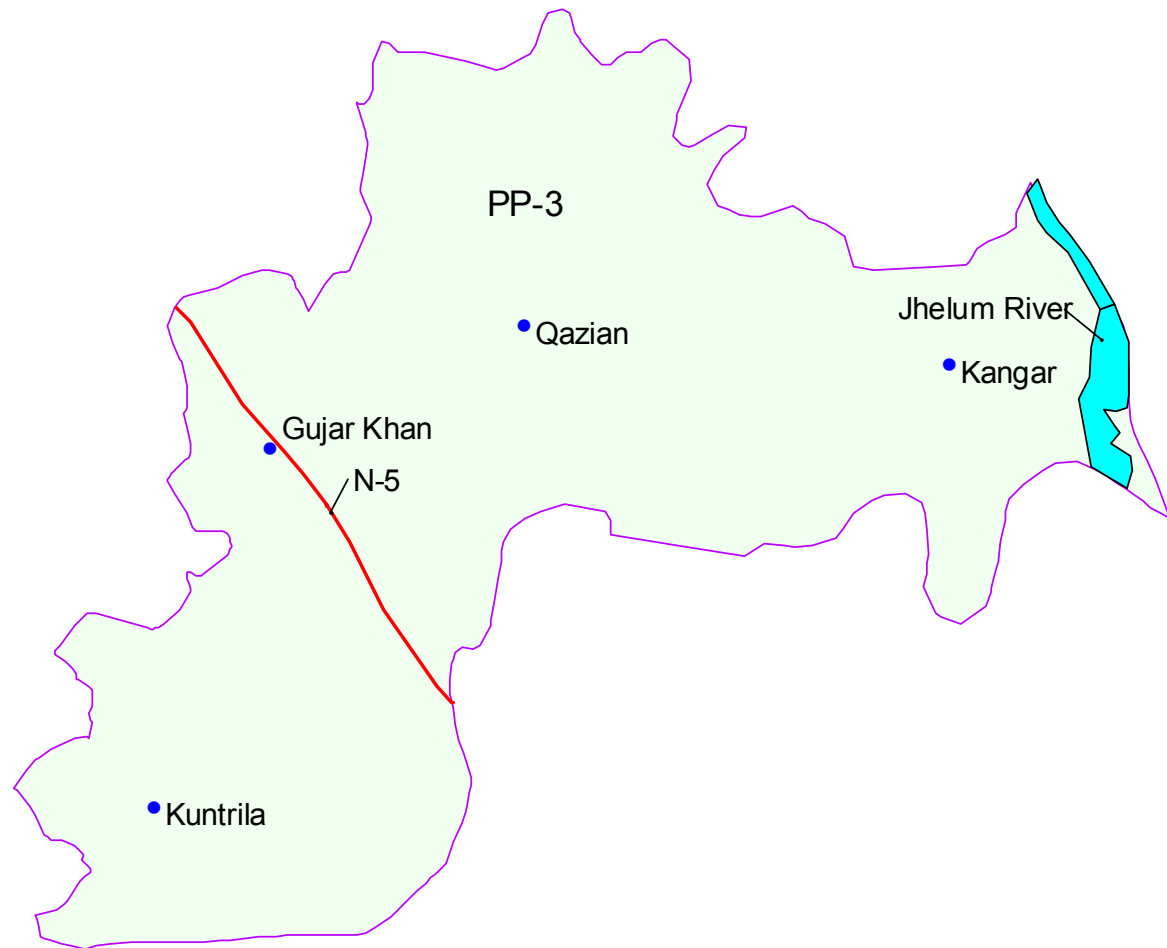 PP-3
Jhelum River
Qazian
Kangar
Gujar Khan
N-5
Kuntrila